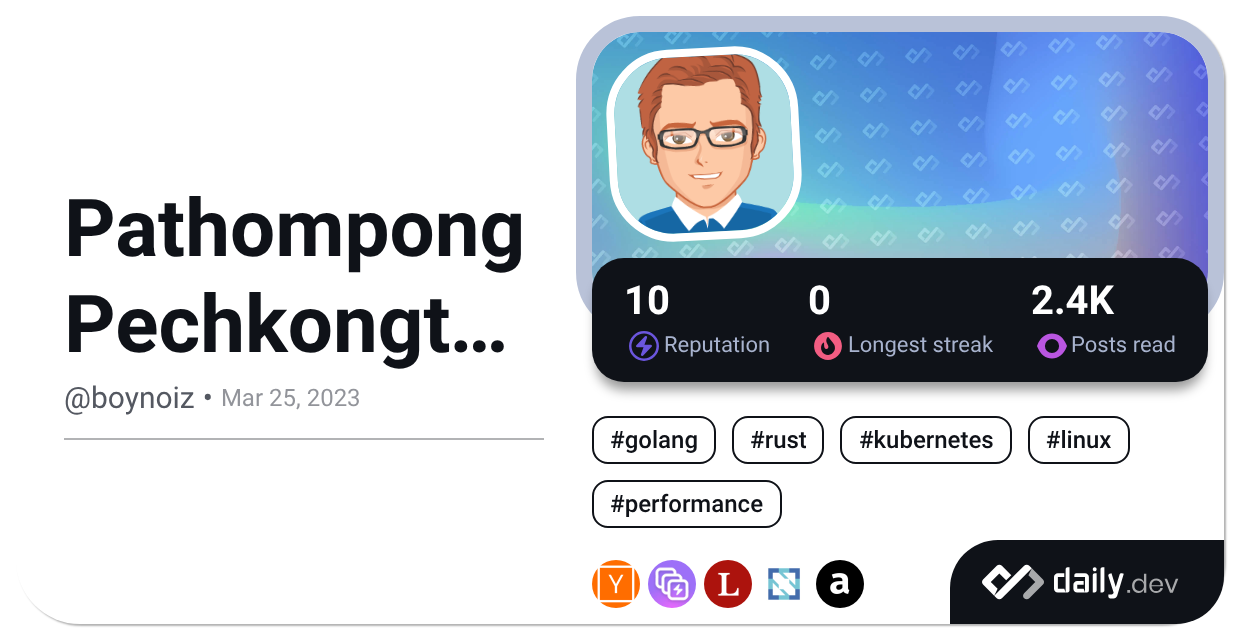 Pathompong
Pechkongt...
@boynoiz • Mar 25, 2023
10 0 2.4K
Reputation Longest streak Posts read
#golang #rust #kubernetes #linux
#performance
Y L a
daily.dev